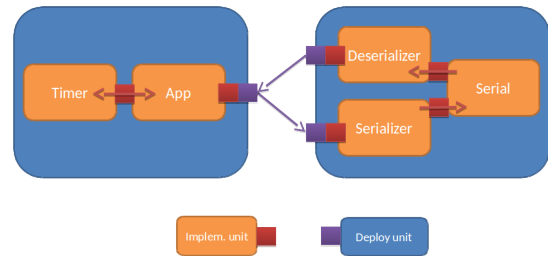 Deserializer
Timer
App
Serial
Serializer
Implem. unit
Deploy unit